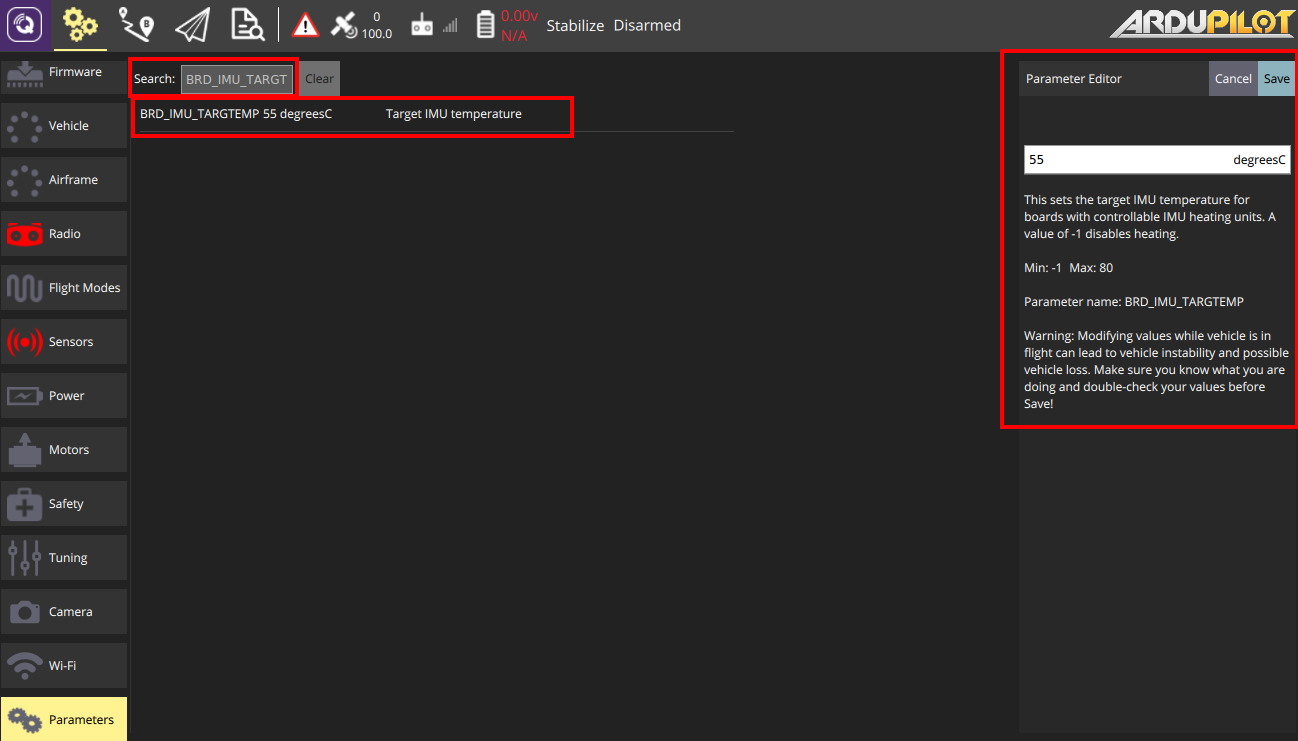 0
100.0
0.00v
N/A
Stabilize Disarmed
ARDUPILOT
Firmware
Vehicle
Airframe
Radio
Flight Modes
Sensors
Power
Motors
Safety
Tuning
Camera
Wi-Fi
Parameters
Search: BRD_IMU_TARGT Clear
BRD_IMU_TARGTEMP 55 degreesC Target IMU temperature
Parameter Editor Cancel Save
55 degreesC
This sets the target IMU temperature for
boards with controllable IMU heating units. A
value of -1 disables heating.
Min: -1 Max: 80
Parameter name: BRD_IMU_TARGTEMP
Warning: Modifying values while vehicle is in
flight can lead to vehicle instability and possible
vehicle loss. Make sure you know what you are
doing and double-check your values before
Save!